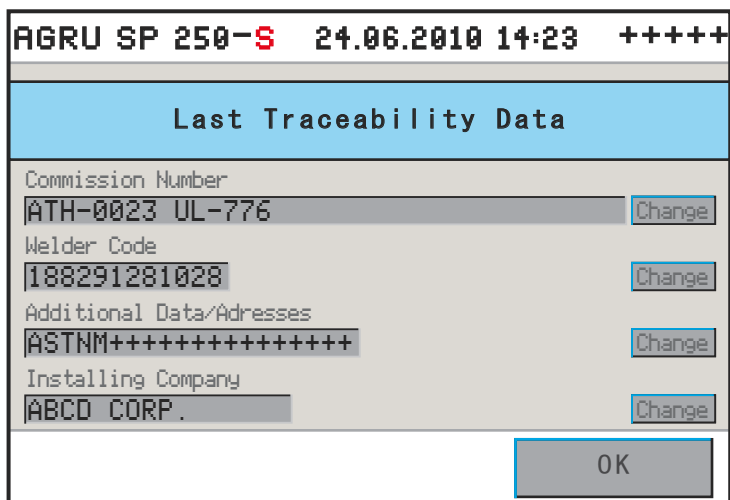 AGRU SP 250-S 24.06.2010 14:23 +++++
Last Traceability Data
Commission Number
ATH-0023 UL-776 Change
Welder Code
188291281028 Change
Additional Data/Adresses
ASTNM+++++++++++++++ Change
Installing Company
ABCD CORP. Change
OK